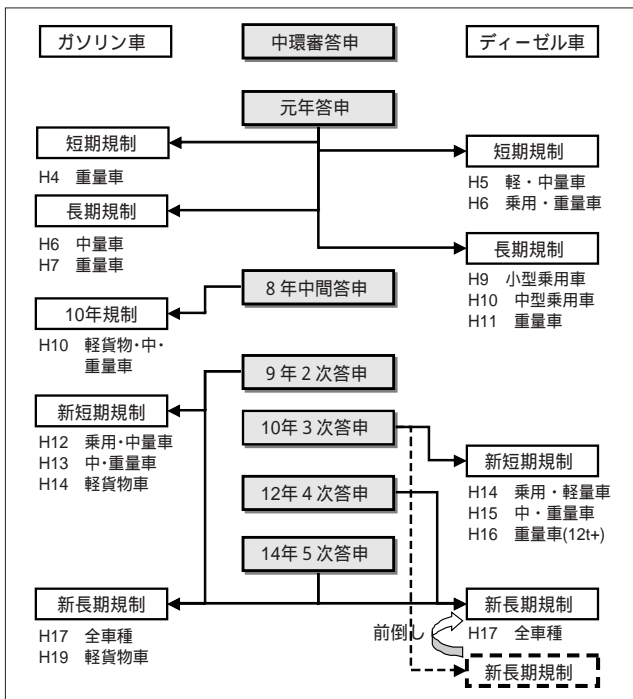 ガソリン車
中環審答申
ディーゼル車
元年答申
短期規制
H4 重量車
短期規制
H5 軽・中量車
H6 乗用・重量車
長期規制
H6 中量車
H7 重量車
長期規制
H9 小型乗用車
H10 中型乗用車
H11 重量車
8年中間答申
10年規制
H10 軽貨物・中・
重量車
9年2次答申
新短期規制
H12 乗用・中量車
H13 中・重量車
H14 軽貨物車
10年3次答申
新短期規制
H14 乗用・軽量車
H15 中・重量車
H16 重量車(12t+)
12年4次答申
14年5次答申
新長期規制
H17 全車種
H19 軽貨物車
前倒し
新長期規制
H17 全車種
新長期規制